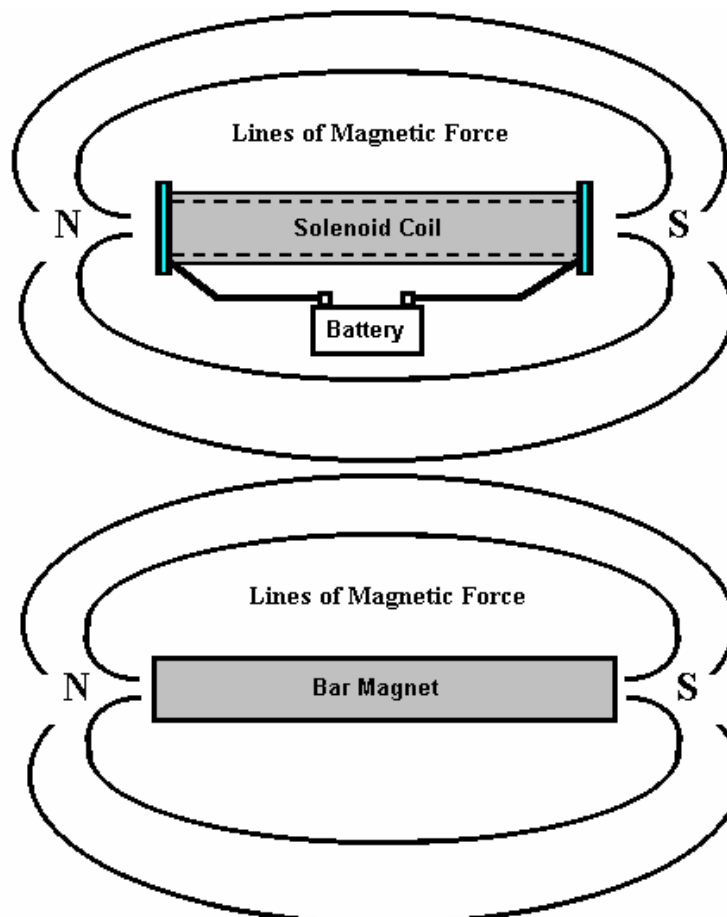 Lines of Magnetic Force
N
Solenoid Coil
S
Battery
Lines of Magnetic Force
N
Bar Magnet
S